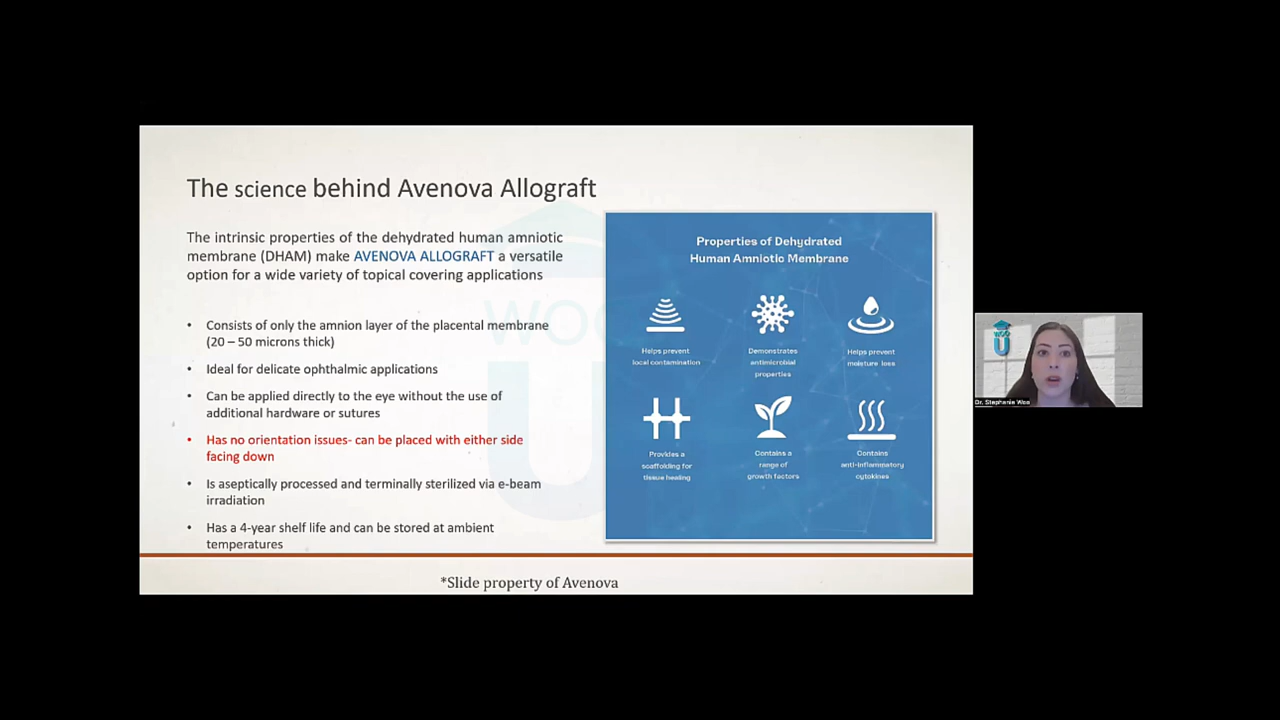 The science behind Avenova Allograft
The intrinsic properties of the dehydrated human amniotic
membrane (DHAM) make AVENOVA ALLOGRAFT a versatile
option for a wide variety of topical covering applications
• Consists of only the amnion layer of the placental membrane
(20 – 50 microns thick)
• Ideal for delicate ophthalmic applications
• Can be applied directly to the eye without the use of
additional hardware or sutures
• Has no orientation issues- can be placed with either side
facing down
• Is aseptically processed and terminally sterilized via e-beam
irradiation
• Has a 4-year shelf life and can be stored at ambient
temperatures
Properties of Dehydrated
Human Amniotic Membrane
Helps prevent
local contamination
Demonstrates
antimicrobial
properties
Helps prevent
moisture loss
Provides a
scaffolding for
tissue healing
Contains a
range of
growth factors
Contains
anti-inflammatory
cytokines
*Slide property of Avenova
WOO
U
Dr. Stephanie Woo